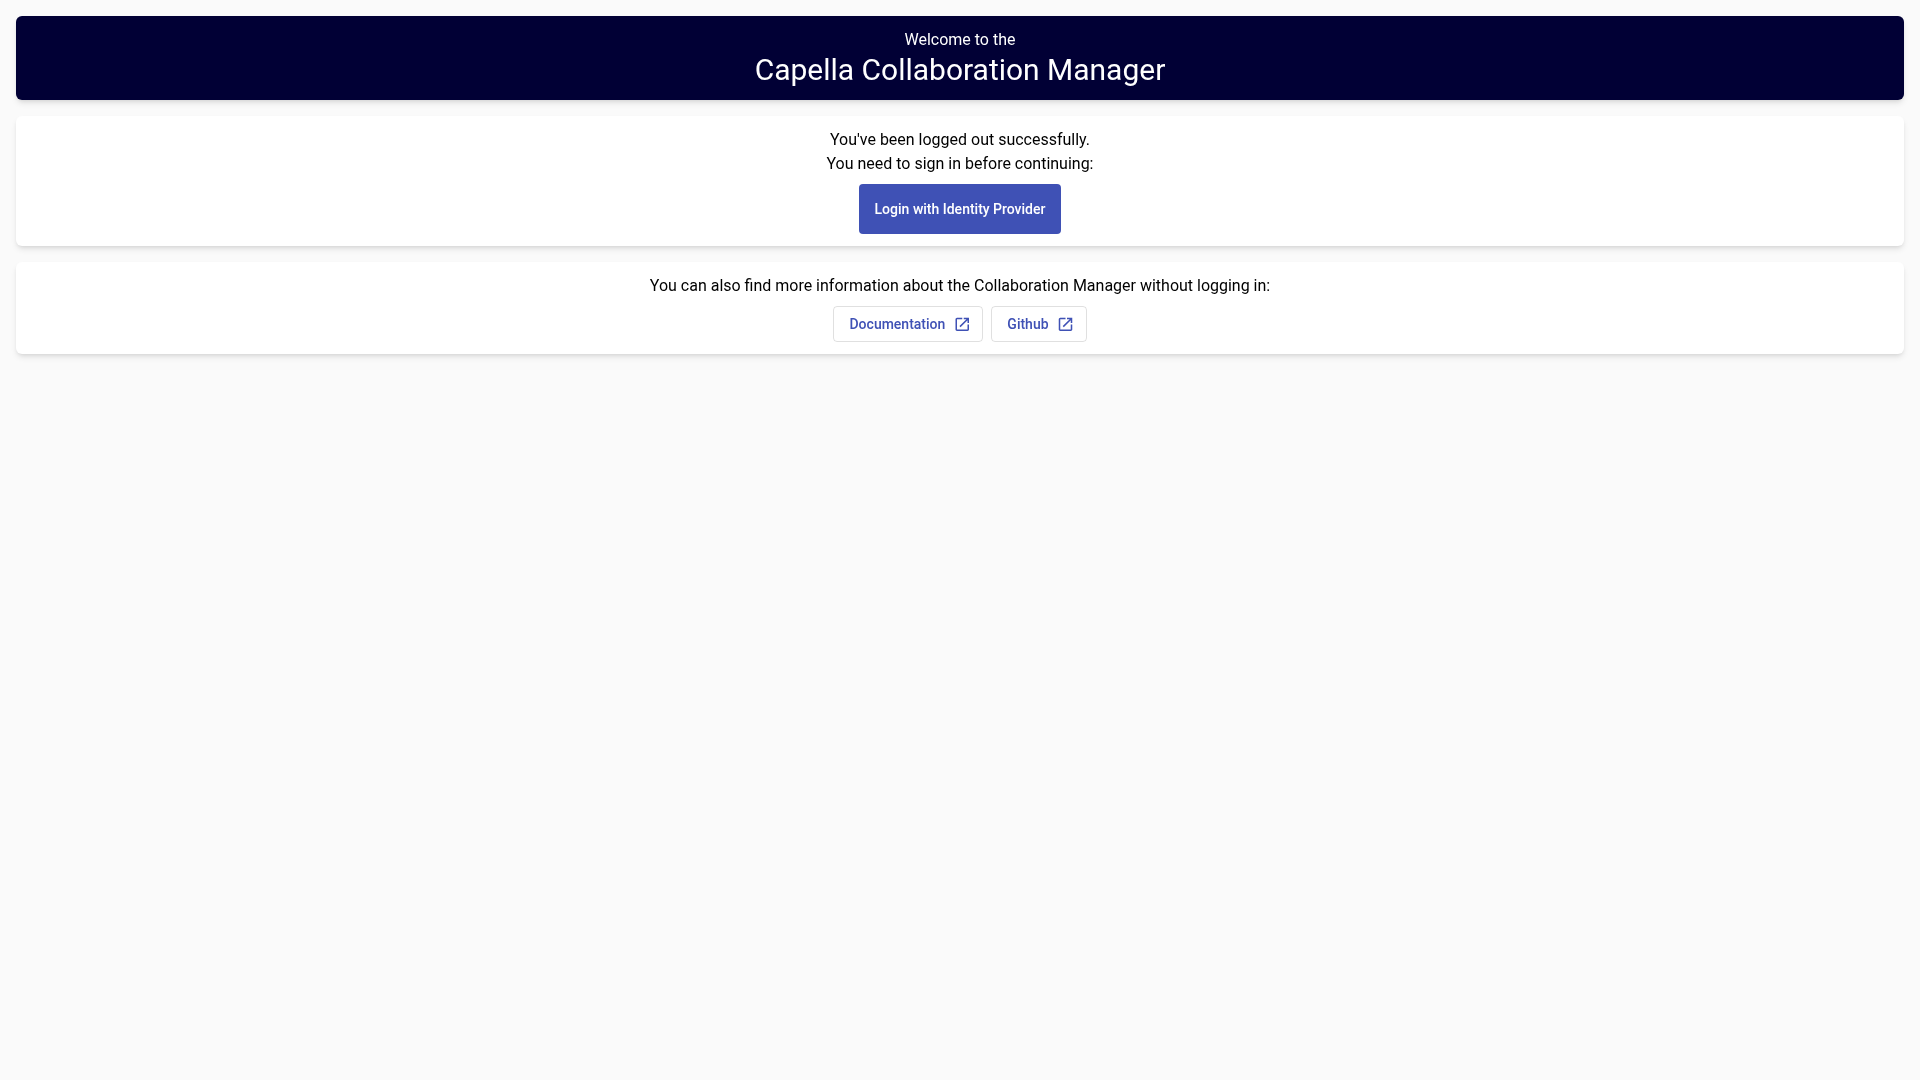 Welcome to the
Capella Collaboration Manager
You've been logged out successfully.
You need to sign in before continuing:
Login with Identity Provider
You can also find more information about the Collaboration Manager without logging in:
Documentation
Github